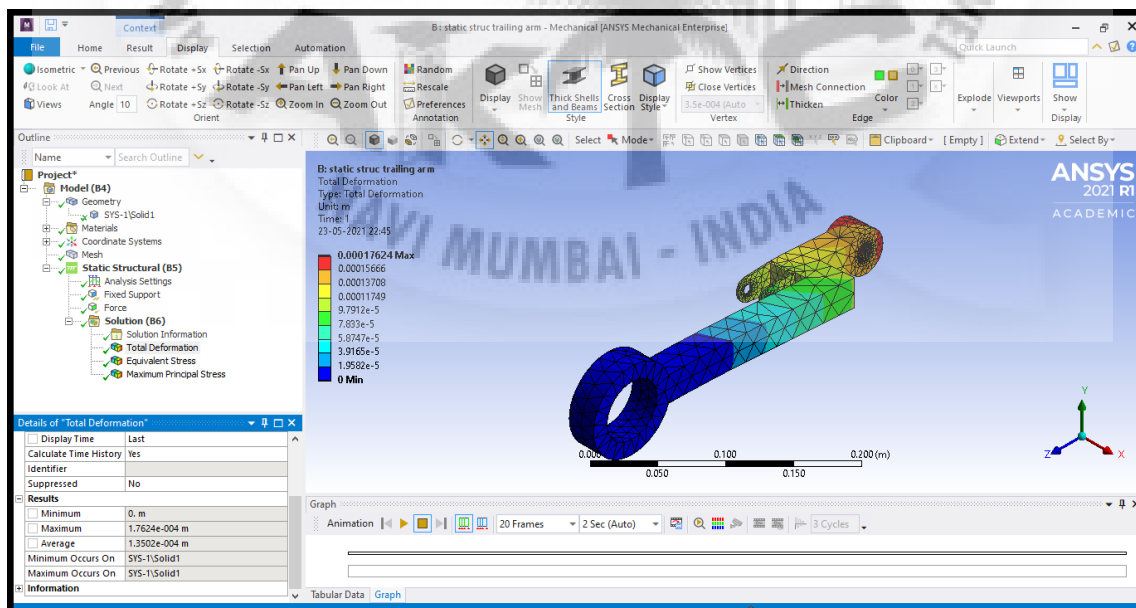 Context
B : static struc trailing arm - Mechanical [ANSYS Mechanical Enterprise]
File Home Result Display Selection Automation
Quick Launch
Isometric Previous Rotate +Sx Rotate -Sx Pan Up Pan Down Random Show Vertices Direction
Look At Next Rotate +Sy Rotate -Sy Pan Left Pan Right Rescale Close Vertices Mesh Connection
Views Angle 10 Rotate +Sz Rotate -Sz Zoom In Zoom Out Preferences 3.5e-004 (Auto Thicken
Display Show Mesh Thick Shells and Beams Cross Section Display Style Color Explode Viewports Show
Orient Annotation Style Vertex Edge Display
Outline
Select Mode Clipboard [ Empty ] Extend Select By
Name Search Outline
Project*
Model (B4)
Geometry
SYS-1\Solid1
Materials
Coordinate Systems
Mesh
Static Structural (B5)
Analysis Settings
Fixed Support
Force
Solution (B6)
Solution Information
Total Deformation
Equivalent Stress
Maximum Principal Stress
B: static struc trailing arm
Total Deformation
Type: Total Deformation
Unit: m
Time: 1
23-05-2021 22:45
0.00017624 Max
0.00015666
0.00013708
0.00011749
9.7912e-5
7.833e-5
5.8747e-5
3.9165e-5
1.9582e-5
0 Min
ANSYS
2021 R1
ACADEMIC
NAVI MUMBAI - INDIA
0.000 0.100 0.200 (m)
0.050 0.150
Y
Z X
Details of "Total Deformation"
Display Time Last
Calculate Time History Yes
Identifier
Suppressed No
Results
Minimum 0. m
Maximum 1.7624e-004 m
Average 1.3502e-004 m
Minimum Occurs On SYS-1\Solid1
Maximum Occurs On SYS-1\Solid1
Information
Graph
Animation 20 Frames 2 Sec (Auto) 3 Cycles
Tabular Data Graph